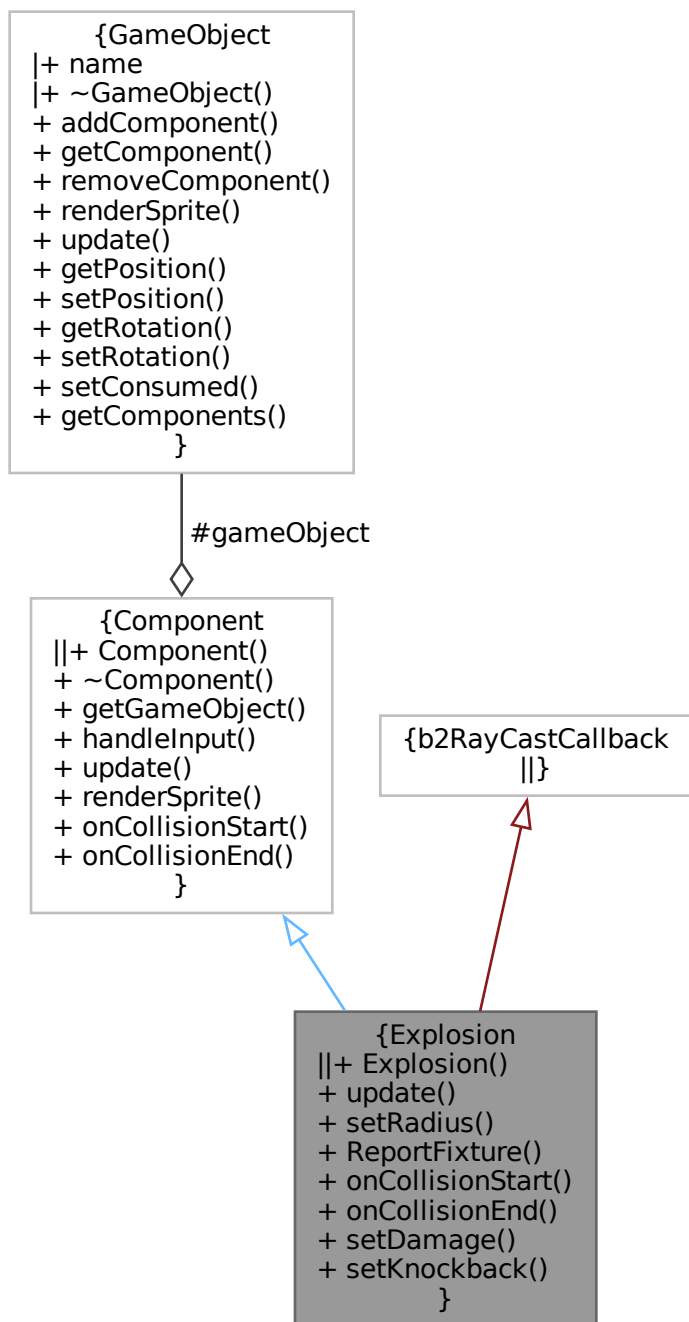 {GameObject
|+ name
|+ ~GameObject()
+ addComponent()
+ getComponent()
+ removeComponent()
+ renderSprite()
+ update()
+ getPosition()
+ setPosition()
+ getRotation()
+ setRotation()
+ setConsumed()
+ getComponents()
}
#gameObject
{Component
||+ Component()
+ ~Component()
+ getGameObject()
+ handleInput()
+ update()
+ renderSprite()
+ onCollisionStart()
+ onCollisionEnd()
}
{b2RayCastCallback
||}
{Explosion
||+ Explosion()
+ update()
+ setRadius()
+ ReportFixture()
+ onCollisionStart()
+ onCollisionEnd()
+ setDamage()
+ setKnockback()
}